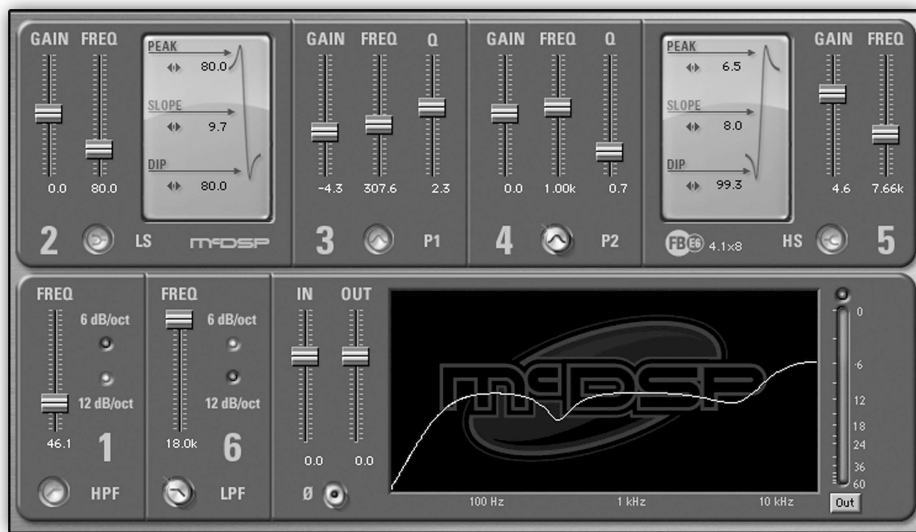 GAIN FREQ
PEAK
80.0
SLOPE
9.7
DIP
80.0
0.0 80.0
2 LS McDSP
GAIN FREQ Q
-4.3 307.6 2.3
3 P1
GAIN FREQ Q
0.0 1.00k 0.7
4 P2
PEAK
6.5
SLOPE
8.0
DIP
99.3
FB E6 4.1x8
GAIN FREQ
4.6 7.66k
HS 5
FREQ
6 dB/oct
12 dB/oct
46.1 1
HPF
FREQ
6 dB/oct
12 dB/oct
18.0k 6
LPF
IN OUT
0.0 0.0
Ø
McDSP
100 Hz 1 kHz 10 kHz
0
-6
12
18
24
36
60
Out